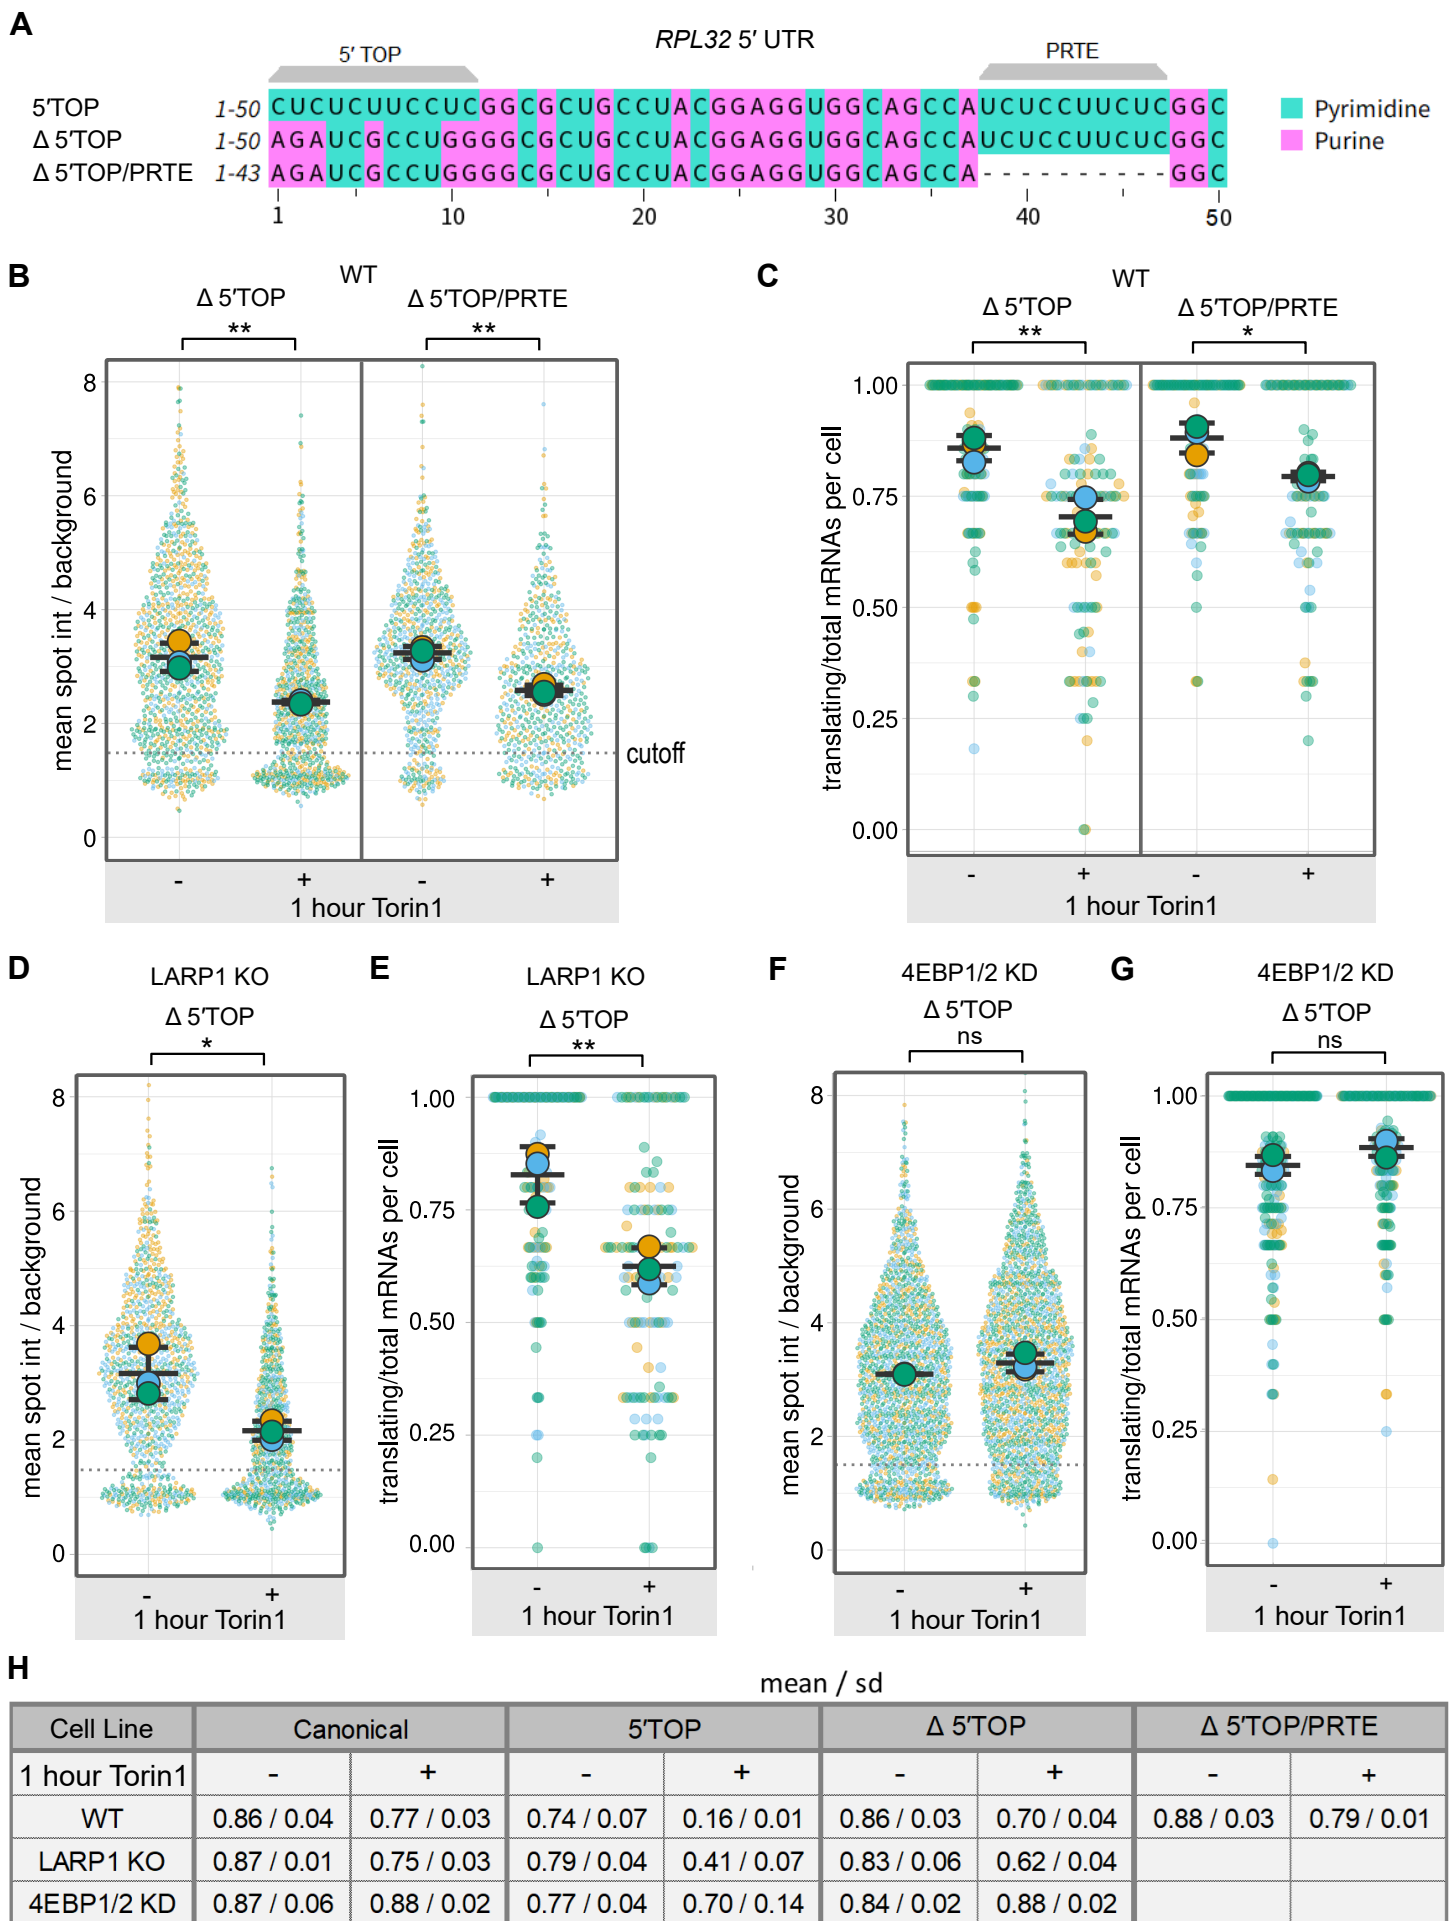 A
RPL32 5′ UTR
5′ TOP
PRTE
5′TOP 1-50 CUCUCUUCCUCGGCGCUGCCUACGGAGGUGGCAGCCAUCUCCUUCUCGGC
Δ 5′TOP 1-50 AGAUCGCCUGGGGCGCUGCCUACGGAGGUGGCAGCCAUCUCCUUCUCGGC
Δ 5′TOP/PRTE 1-43 AGAUCGCCUGGGGCGCUGCCUACGGAGGUGGCAGCCA----------GGC
Pyrimidine
Purine
1 10 20 30 40 50
B
WT
Δ 5′TOP
Δ 5′TOP/PRTE
** **
mean spot int / background
8
6
4
2
0
cutoff
- + - +
1 hour Torin1
C
WT
Δ 5′TOP
Δ 5′TOP/PRTE
** *
translating/total mRNAs per cell
1.00
0.75
0.50
0.25
0.00
- + - +
1 hour Torin1
D
LARP1 KO
Δ 5′TOP
*
mean spot int / background
8
6
4
2
0
- +
1 hour Torin1
E
LARP1 KO
Δ 5′TOP
**
translating/total mRNAs per cell
1.00
0.75
0.50
0.25
0.00
- +
1 hour Torin1
F
4EBP1/2 KD
Δ 5′TOP
ns
mean spot int / background
8
6
4
2
0
- +
1 hour Torin1
G
4EBP1/2 KD
Δ 5′TOP
ns
translating/total mRNAs per cell
1.00
0.75
0.50
0.25
0.00
- +
1 hour Torin1
H
mean / sd
Cell Line Canonical 5′TOP Δ 5′TOP Δ 5′TOP/PRTE
1 hour Torin1 - + - + - + - +
WT 0.86 / 0.04 0.77 / 0.03 0.74 / 0.07 0.16 / 0.01 0.86 / 0.03 0.70 / 0.04 0.88 / 0.03 0.79 / 0.01
LARP1 KO 0.87 / 0.01 0.75 / 0.03 0.79 / 0.04 0.41 / 0.07 0.83 / 0.06 0.62 / 0.04
4EBP1/2 KD 0.87 / 0.06 0.88 / 0.02 0.77 / 0.04 0.70 / 0.14 0.84 / 0.02 0.88 / 0.02